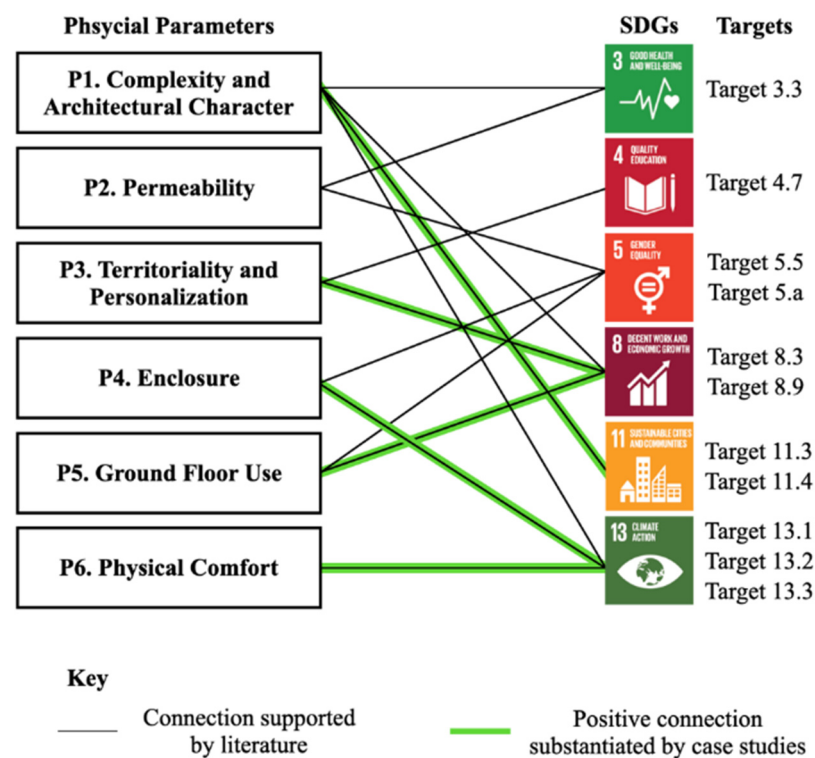 Phsycial Parameters
SDGs
Targets
P1. Complexity and
Architectural Character
P2. Permeability
P3. Territoriality and
Personalization
P4. Enclosure
P5. Ground Floor Use
P6. Physical Comfort
3 GOOD HEALTH
AND WELL-BEING
Target 3.3
4 QUALITY
EDUCATION
Target 4.7
5 GENDER
EQUALITY
Target 5.5
Target 5.a
8 DECENT WORK AND
ECONOMIC GROWTH
Target 8.3
Target 8.9
11 SUSTAINABLE CITIES
AND COMMUNITIES
Target 11.3
Target 11.4
13 CLIMATE
ACTION
Target 13.1
Target 13.2
Target 13.3
Key
Connection supported
by literature
Positive connection
substantiated by case studies